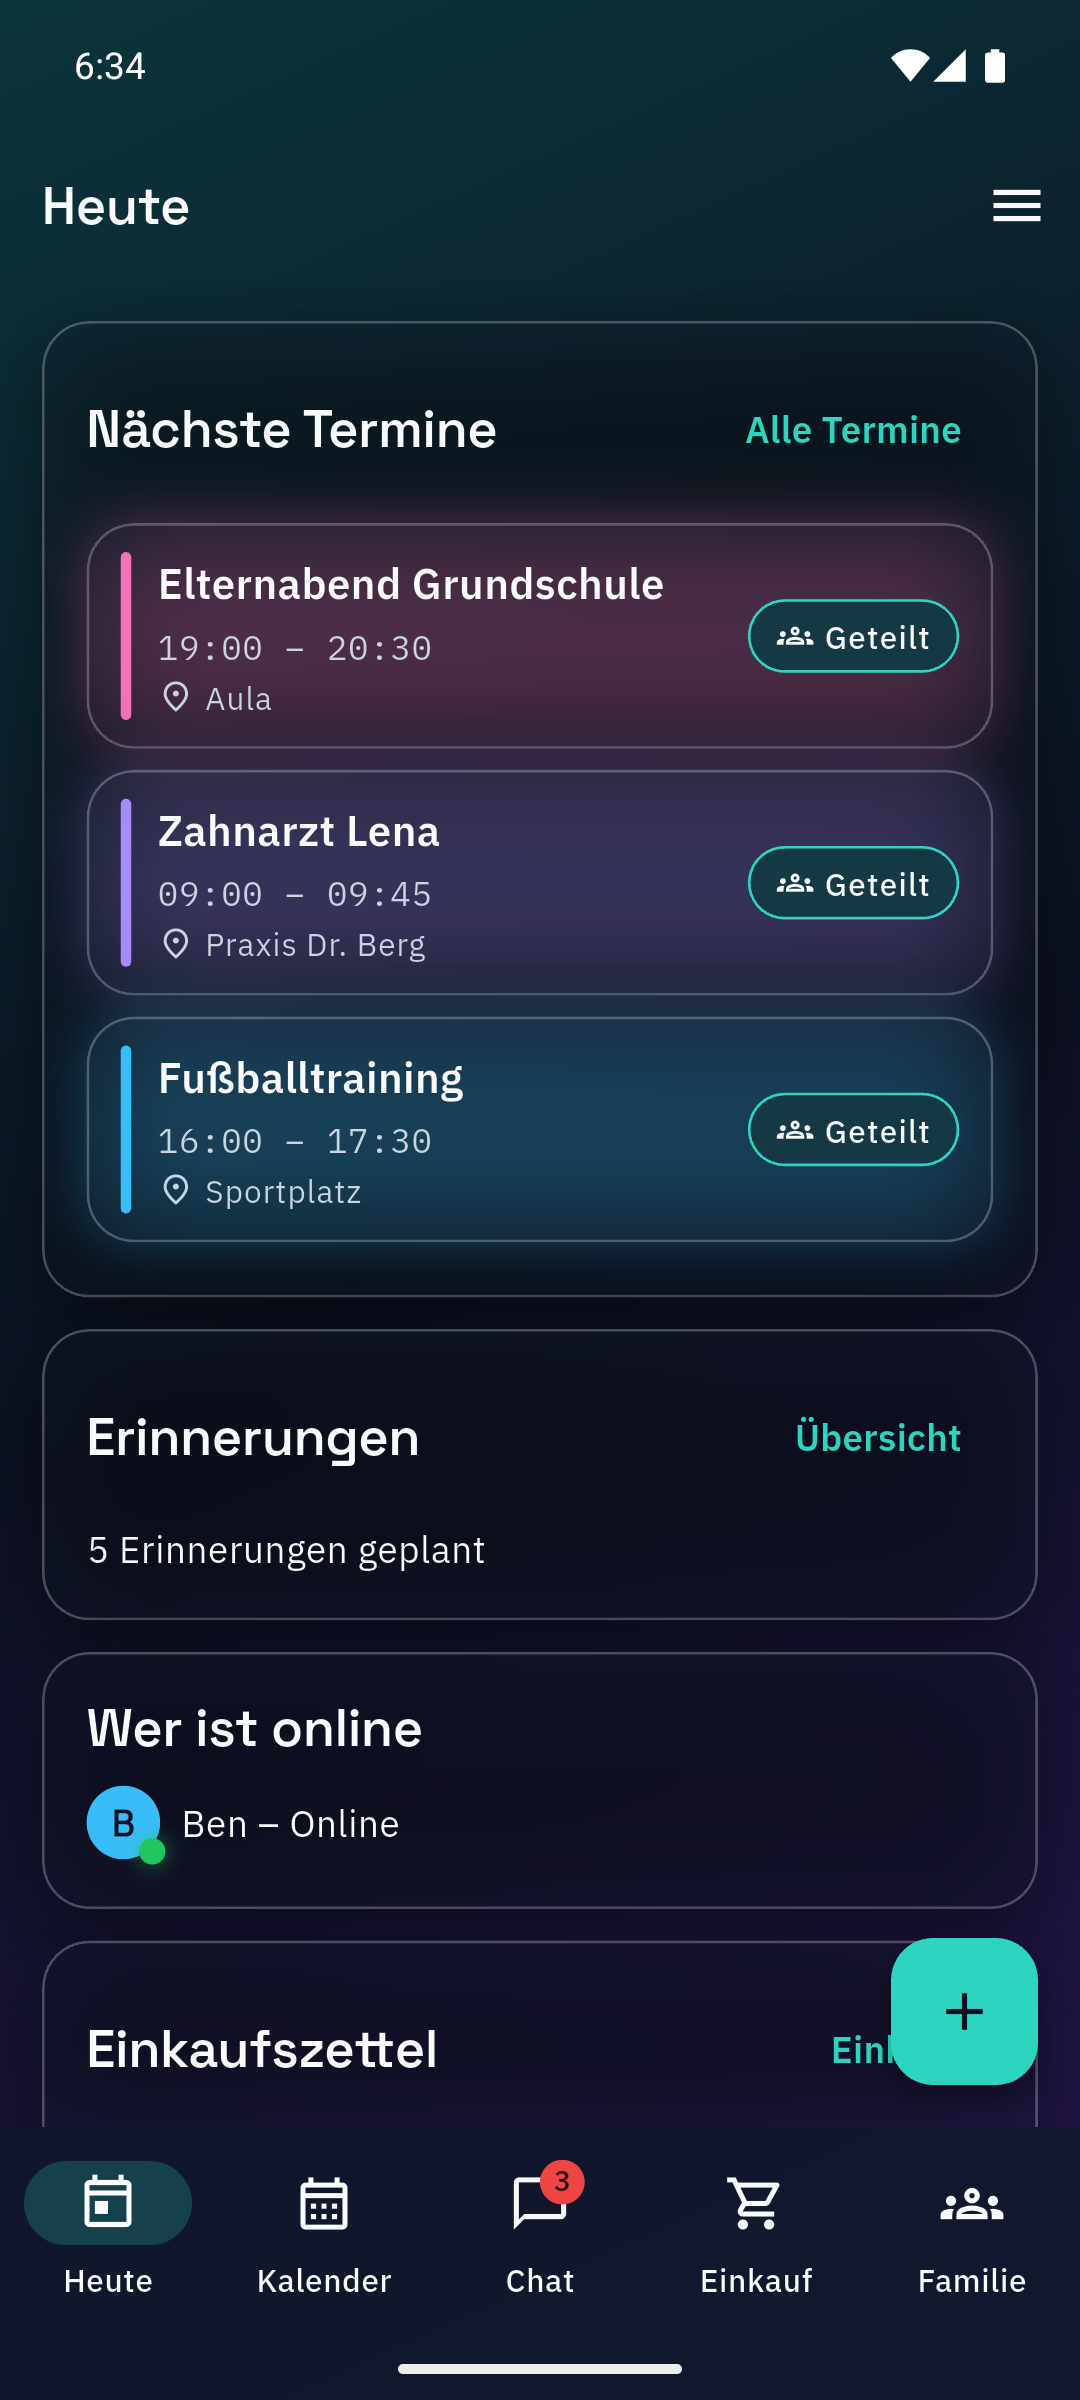 6:34
Heute
Nächste Termine
Alle Termine
Elternabend Grundschule
19:00 – 20:30
Aula
Geteilt
Zahnarzt Lena
09:00 – 09:45
Praxis Dr. Berg
Geteilt
Fußballtraining
16:00 – 17:30
Sportplatz
Geteilt
Erinnerungen
Übersicht
5 Erinnerungen geplant
Wer ist online
B
Ben – Online
Einkaufszettel
Heute
Kalender
3
Chat
Einkauf
Familie